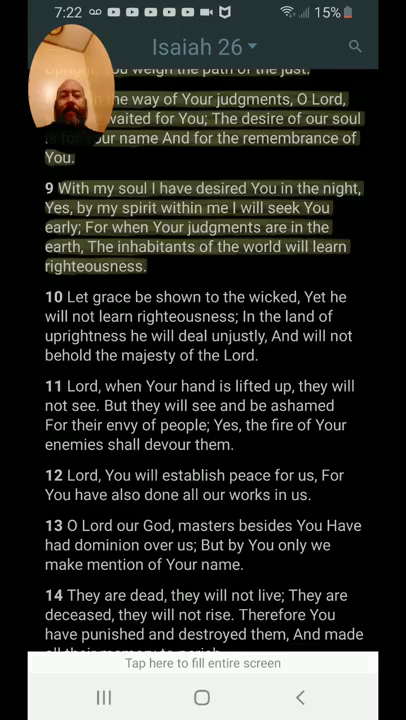 7:22
15%
Isaiah 26
Upright, You weigh the path of the just.
in the way of Your judgments, O Lord,
waited for You; The desire of our soul
is for Your name And for the remembrance of
You.
9 With my soul I have desired You in the night,
Yes, by my spirit within me I will seek You
early; For when Your judgments are in the
earth, The inhabitants of the world will learn
righteousness.
10 Let grace be shown to the wicked, Yet he
will not learn righteousness; In the land of
uprightness he will deal unjustly, And will not
behold the majesty of the Lord.
11 Lord, when Your hand is lifted up, they will
not see. But they will see and be ashamed
For their envy of people; Yes, the fire of Your
enemies shall devour them.
12 Lord, You will establish peace for us, For
You have also done all our works in us.
13 O Lord our God, masters besides You Have
had dominion over us; But by You only we
make mention of Your name.
14 They are dead, they will not live; They are
deceased, they will not rise. Therefore You
have punished and destroyed them, And made
all their memory to perish.
Tap here to fill entire screen